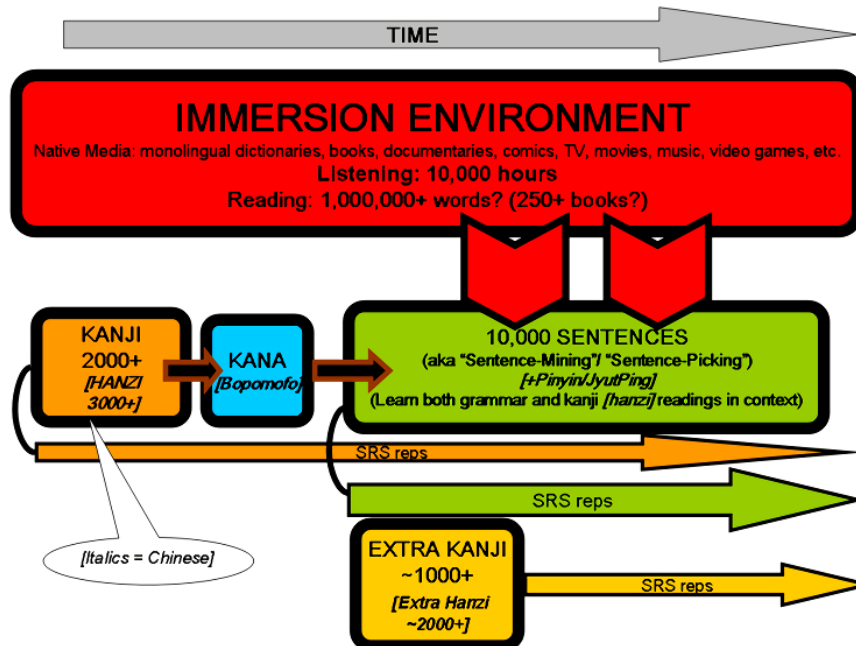 TIME
IMMERSION ENVIRONMENT
Native Media: monolingual dictionaries, books, documentaries, comics, TV, movies, music, video games, etc.
Listening: 10,000 hours
Reading: 1,000,000+ words? (250+ books?)
KANJI
2000+
[HANZI
3000+]
KANA
[Bopomofo]
10,000 SENTENCES
(aka “Sentence-Mining”/ “Sentence-Picking”)
[+Pinyin/JyutPing]
(Learn both grammar and kanji [hanzi] readings in context)
SRS reps
SRS reps
[Italics = Chinese]
EXTRA KANJI
~1000+
[Extra Hanzi
~2000+]
SRS reps